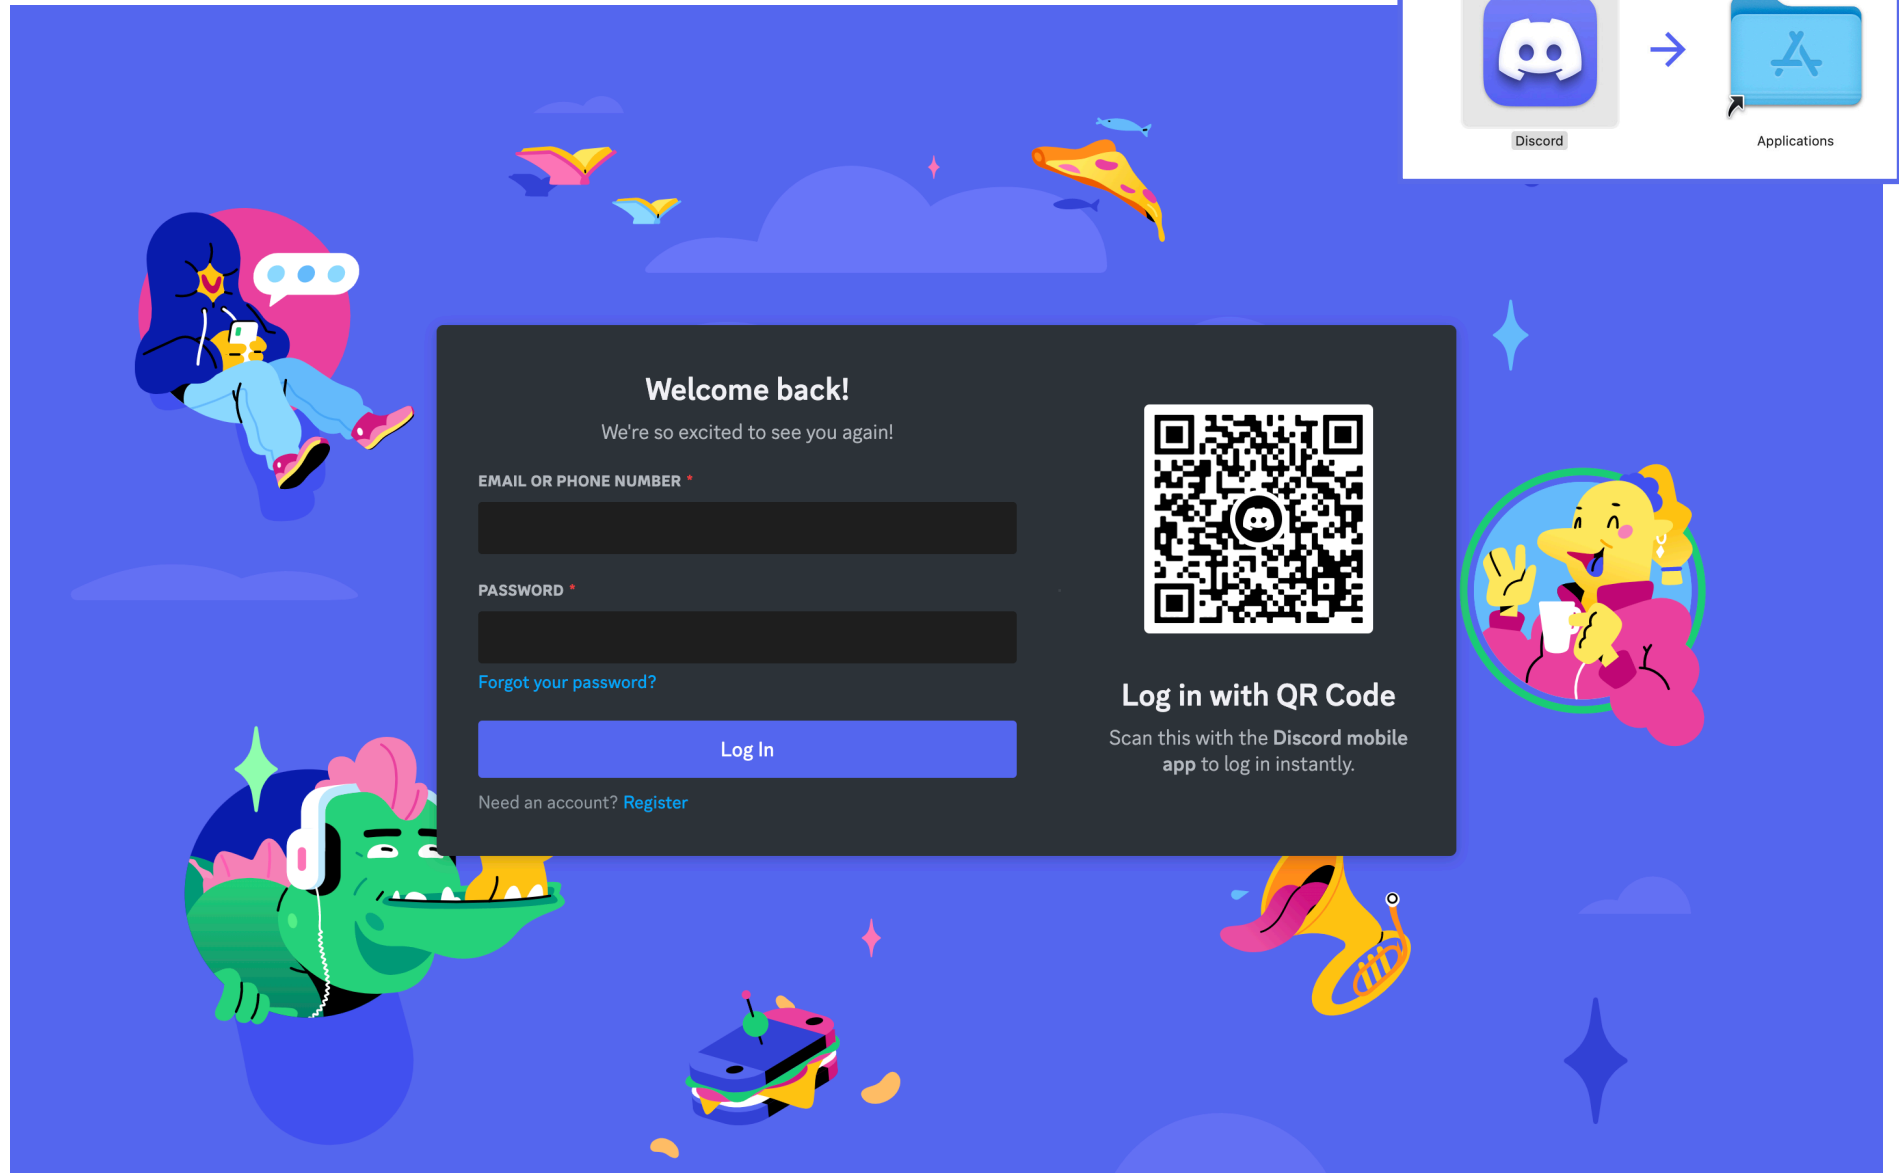 Discord
Applications
Welcome back!
We're so excited to see you again!
EMAIL OR PHONE NUMBER *
PASSWORD *
Forgot your password?
Log In
Need an account? Register
Log in with QR Code
Scan this with the Discord mobile
app to log in instantly.